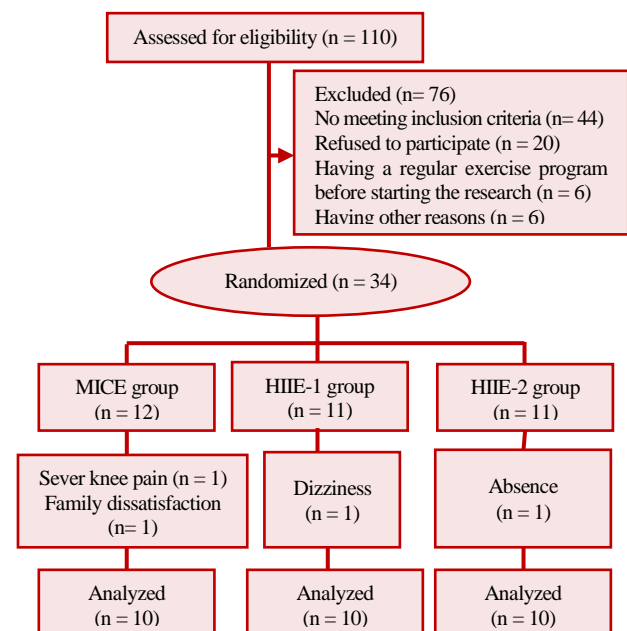 Assessed for eligibility (n = 110)
Excluded (n= 76)
No meeting inclusion criteria (n= 44)
Refused to participate (n = 20)
Having a regular exercise program
before starting the research (n = 6)
Having other reasons (n = 6)
Randomized (n = 34)
MICE group
(n = 12)
HIIE-1 group
(n = 11)
HIIE-2 group
(n = 11)
Sever knee pain (n = 1)
Family dissatisfaction
(n= 1)
Dizziness
(n = 1)
Absence
(n = 1)
Analyzed
(n = 10)
Analyzed
(n = 10)
Analyzed
(n = 10)